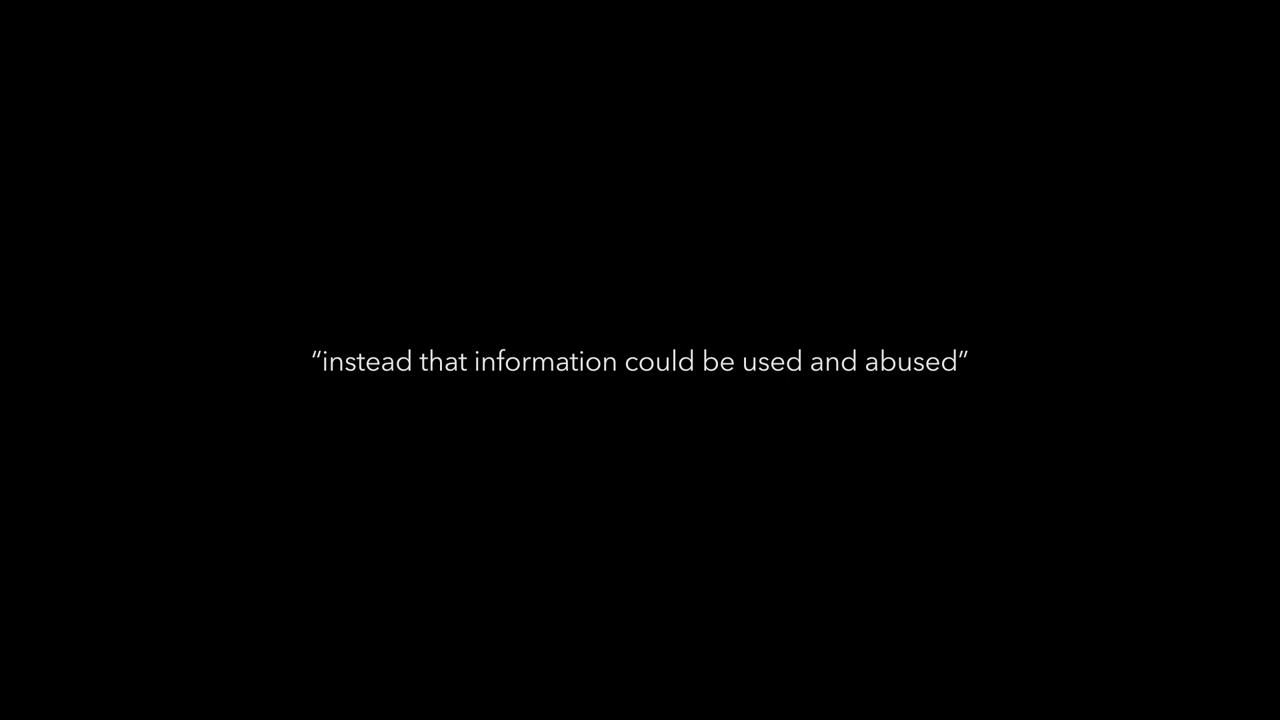 “instead that information could be used and abused”